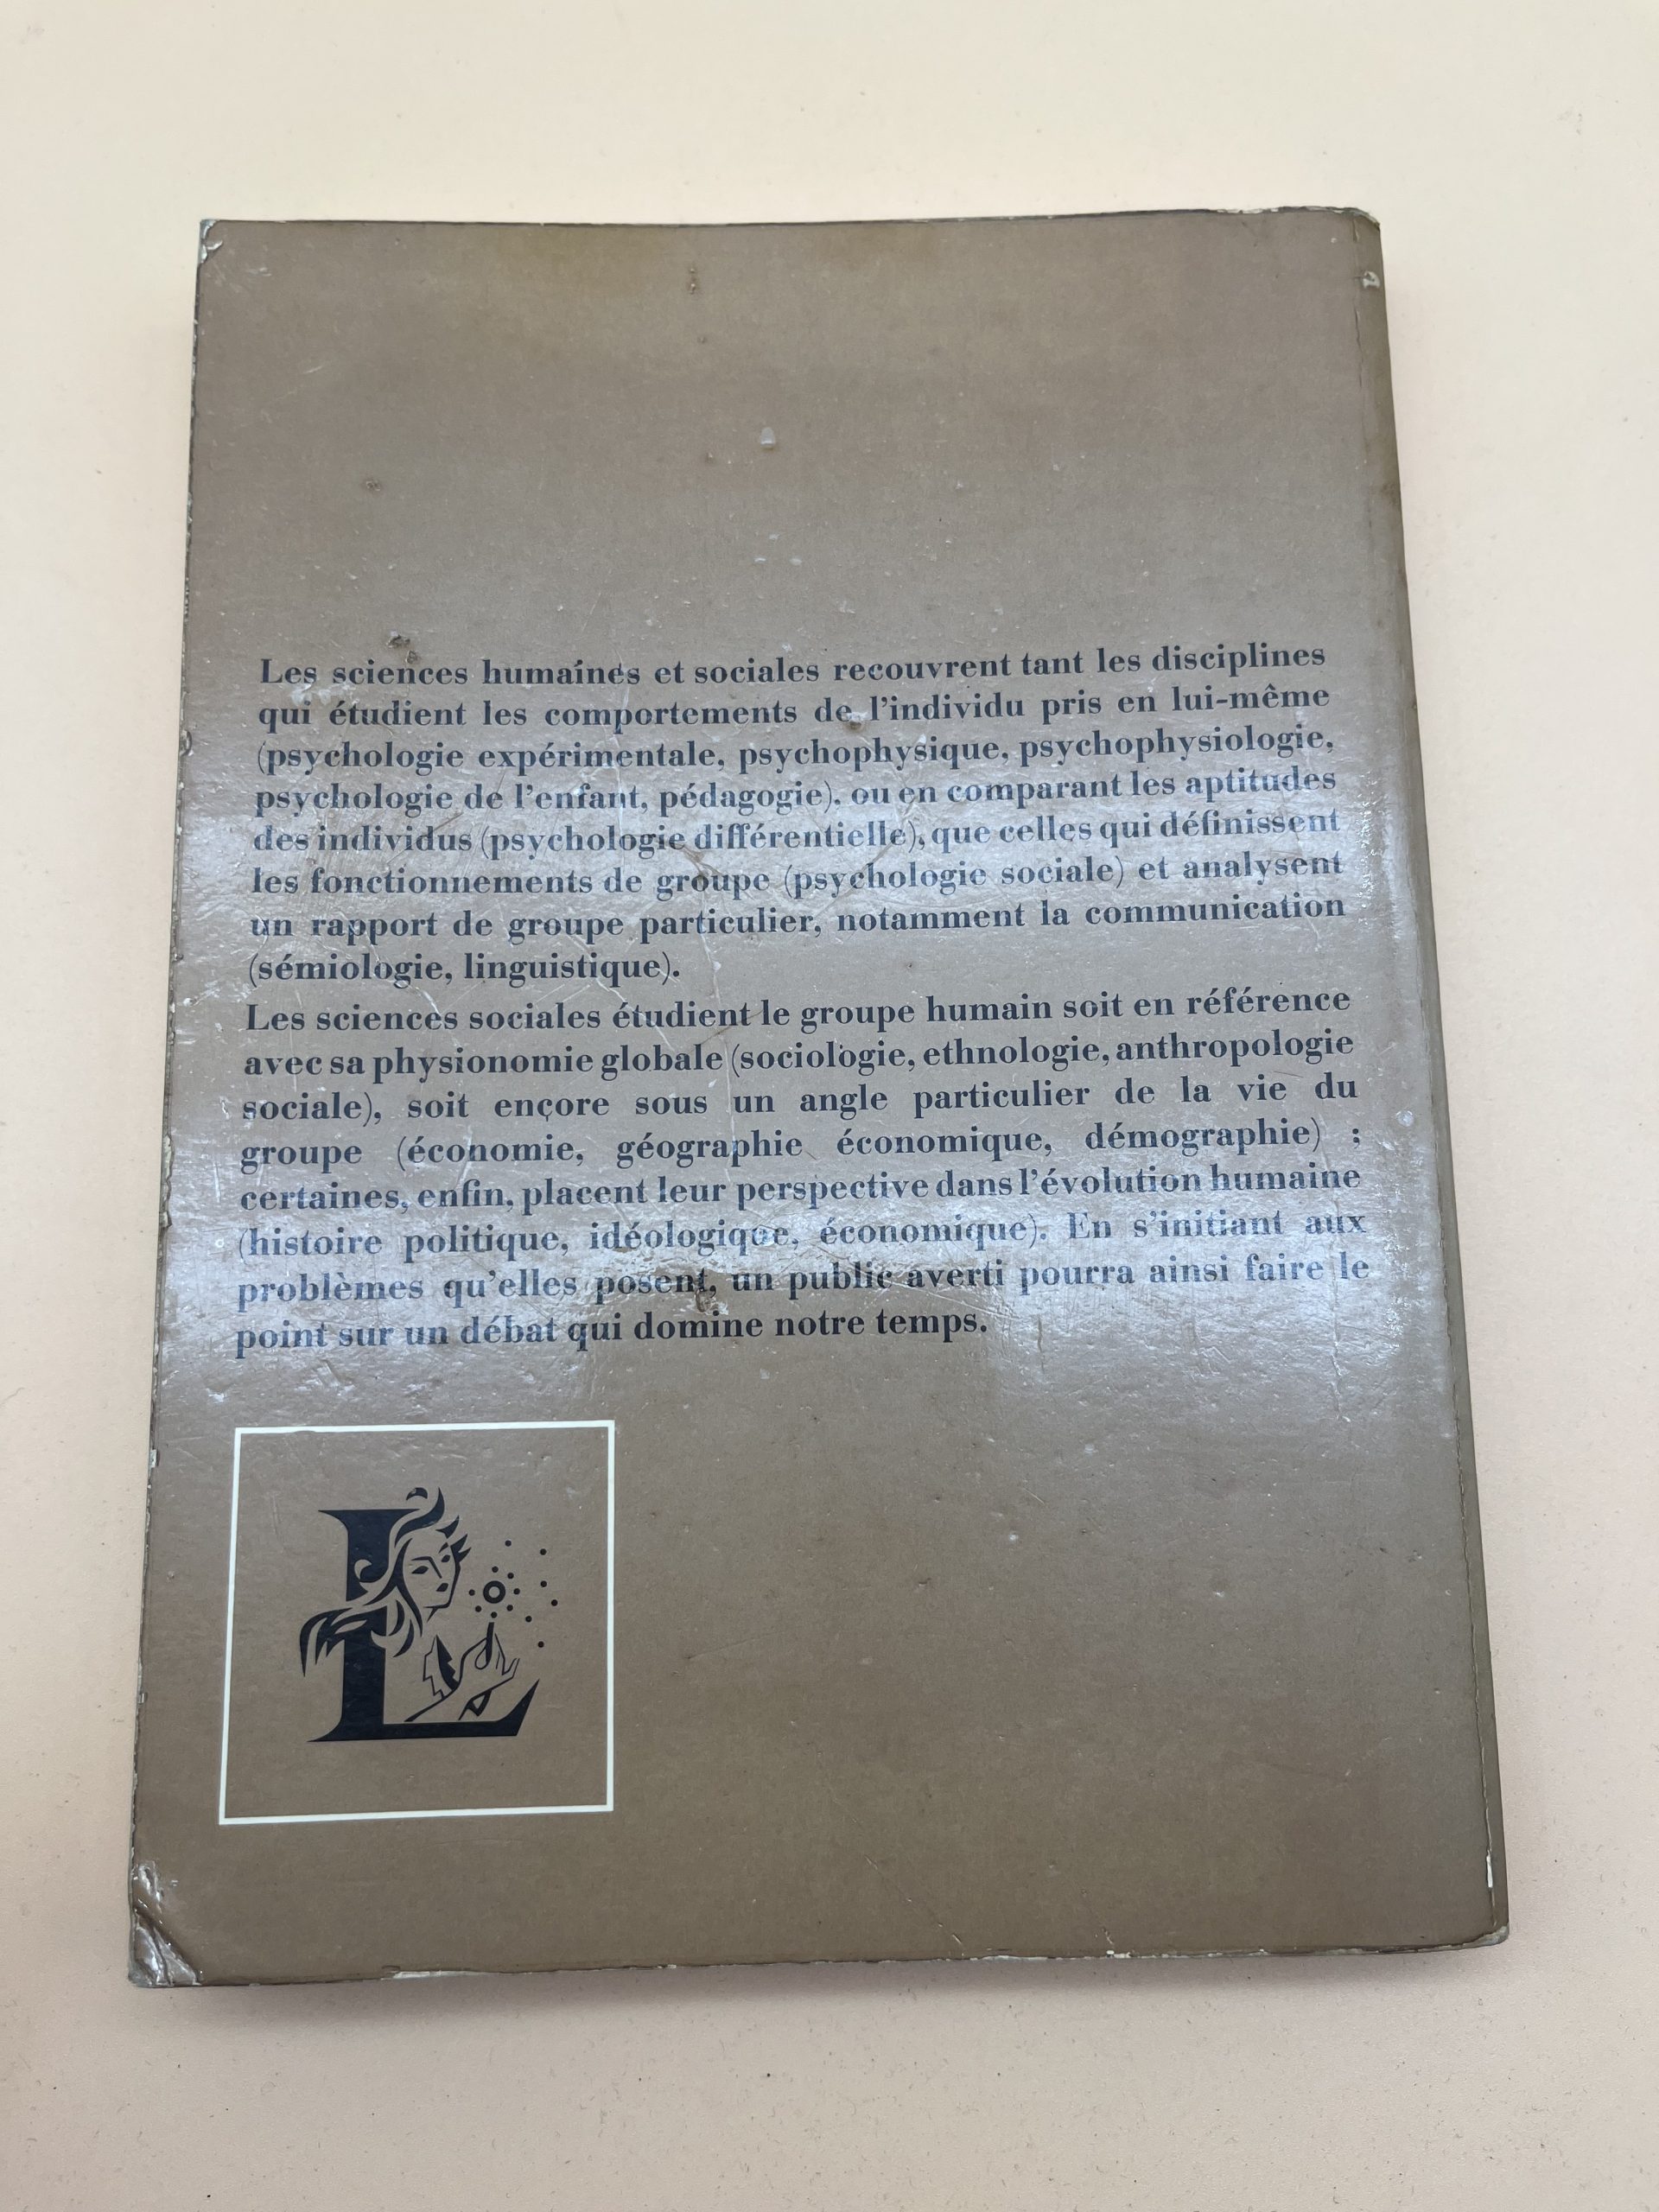 Les sciences humaines et sociales recouvrent tant les disciplines
qui étudient les comportements de l'individu pris en lui-même
(psychologie expérimentale, psychophysique, psychophysiologie,
psychologie de l'enfant, pédagogie), ou en comparant les aptitudes
des individus (psychologie différentielle), que celles qui définissent
les fonctionnements de groupe (psychologie sociale) et analysent
un rapport de groupe particulier, notamment la communication
(sémiologie, linguistique).
Les sciences sociales étudient le groupe humain soit en référence
avec sa physionomie globale (sociologie, ethnologie, anthropologie
sociale), soit encore sous un angle particulier de la vie du
groupe (économie, géographie économique, démographie) ;
certaines, enfin, placent leur perspective dans l'évolution humaine
(histoire politique, idéologique, économique). En s'initiant aux
problèmes qu'elles posent, un public averti pourra ainsi faire le
point sur un débat qui domine notre temps.
L